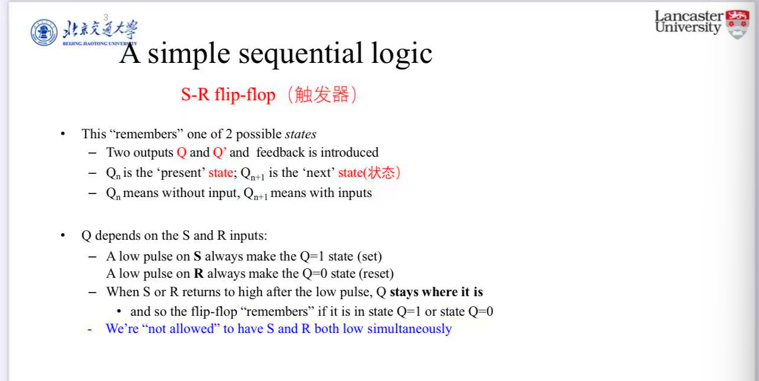 3
北京交通大学
BEIJING JIAOTONG UNIVERSITY
Lancaster
University
A simple sequential logic
S-R flip-flop（触发器）
• This “remembers” one of 2 possible states
– Two outputs Q and Q’ and feedback is introduced
– Qn is the ‘present’ state; Qn+1 is the ‘next’ state(状态）
– Qn means without input, Qn+1 means with inputs
• Q depends on the S and R inputs:
– A low pulse on S always make the Q=1 state (set)
A low pulse on R always make the Q=0 state (reset)
– When S or R returns to high after the low pulse, Q stays where it is
• and so the flip-flop “remembers” if it is in state Q=1 or state Q=0
- We’re “not allowed” to have S and R both low simultaneously